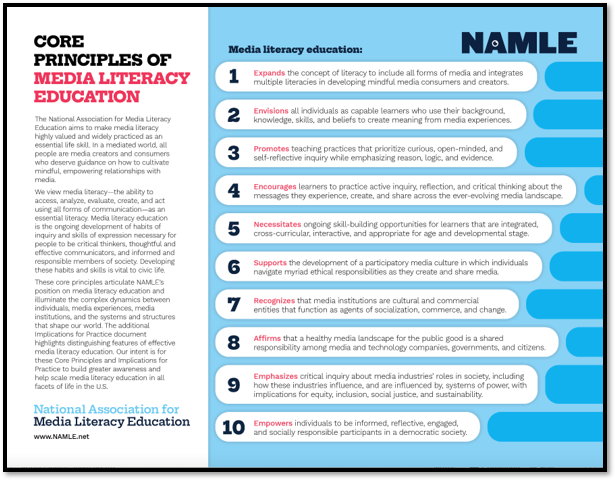 CORE
PRINCIPLES OF
MEDIA LITERACY
EDUCATION
The National Association for Media Literacy
Education aims to make media literacy
highly valued and widely practiced as an
essential life skill. In a mediated world, all
people are media creators and consumers
who deserve guidance on how to cultivate
mindful, empowering relationships with
media.
We view media literacy—the ability to
access, analyze, evaluate, create, and act
using all forms of communication—as an
essential literacy. Media literacy education
is the ongoing development of habits of
inquiry and skills of expression necessary for
people to be critical thinkers, thoughtful and
effective communicators, and informed and
responsible members of society. Developing
these habits and skills is vital to civic life.
These core principles articulate NAMLE's
position on media literacy education and
illuminate the complex dynamics between
individuals, media experiences, media
institutions, and the systems and structures
that shape our world. The additional
Implications for Practice document
highlights distinguishing features of effective
media literacy education. Our intent is for
these Core Principles and Implications for
Practice to build greater awareness and
help scale media literacy education in all
facets of life in the U.S.
National Association for
Media Literacy Education
www.NAMLE.net
NAMLE
Media literacy education:
1 Expands the concept of literacy to include all forms of media and integrates
multiple literacies in developing mindful media consumers and creators.
2 Envisions all individuals as capable learners who use their background,
knowledge, skills, and beliefs to create meaning from media experiences.
3 Promotes teaching practices that prioritize curious, open-minded, and
self-reflective inquiry while emphasizing reason, logic, and evidence.
4 Encourages learners to practice active inquiry, reflection, and critical thinking about the
messages they experience, create, and share across the ever-evolving media landscape.
5 Necessitates ongoing skill-building opportunities for learners that are integrated,
cross-curricular, interactive, and appropriate for age and developmental stage.
6 Supports the development of a participatory media culture in which individuals
navigate myriad ethical responsibilities as they create and share media.
7 Recognizes that media institutions are cultural and commercial
entities that function as agents of socialization, commerce, and change.
8 Affirms that a healthy media landscape for the public good is a shared
responsibility among media and technology companies, governments, and citizens.
9 Emphasizes critical inquiry about media industries' roles in society, including
how these industries influence, and are influenced by, systems of power, with
implications for equity, inclusion, social justice, and sustainability.
10 Empowers individuals to be informed, reflective, engaged,
and socially responsible participants in a democratic society.